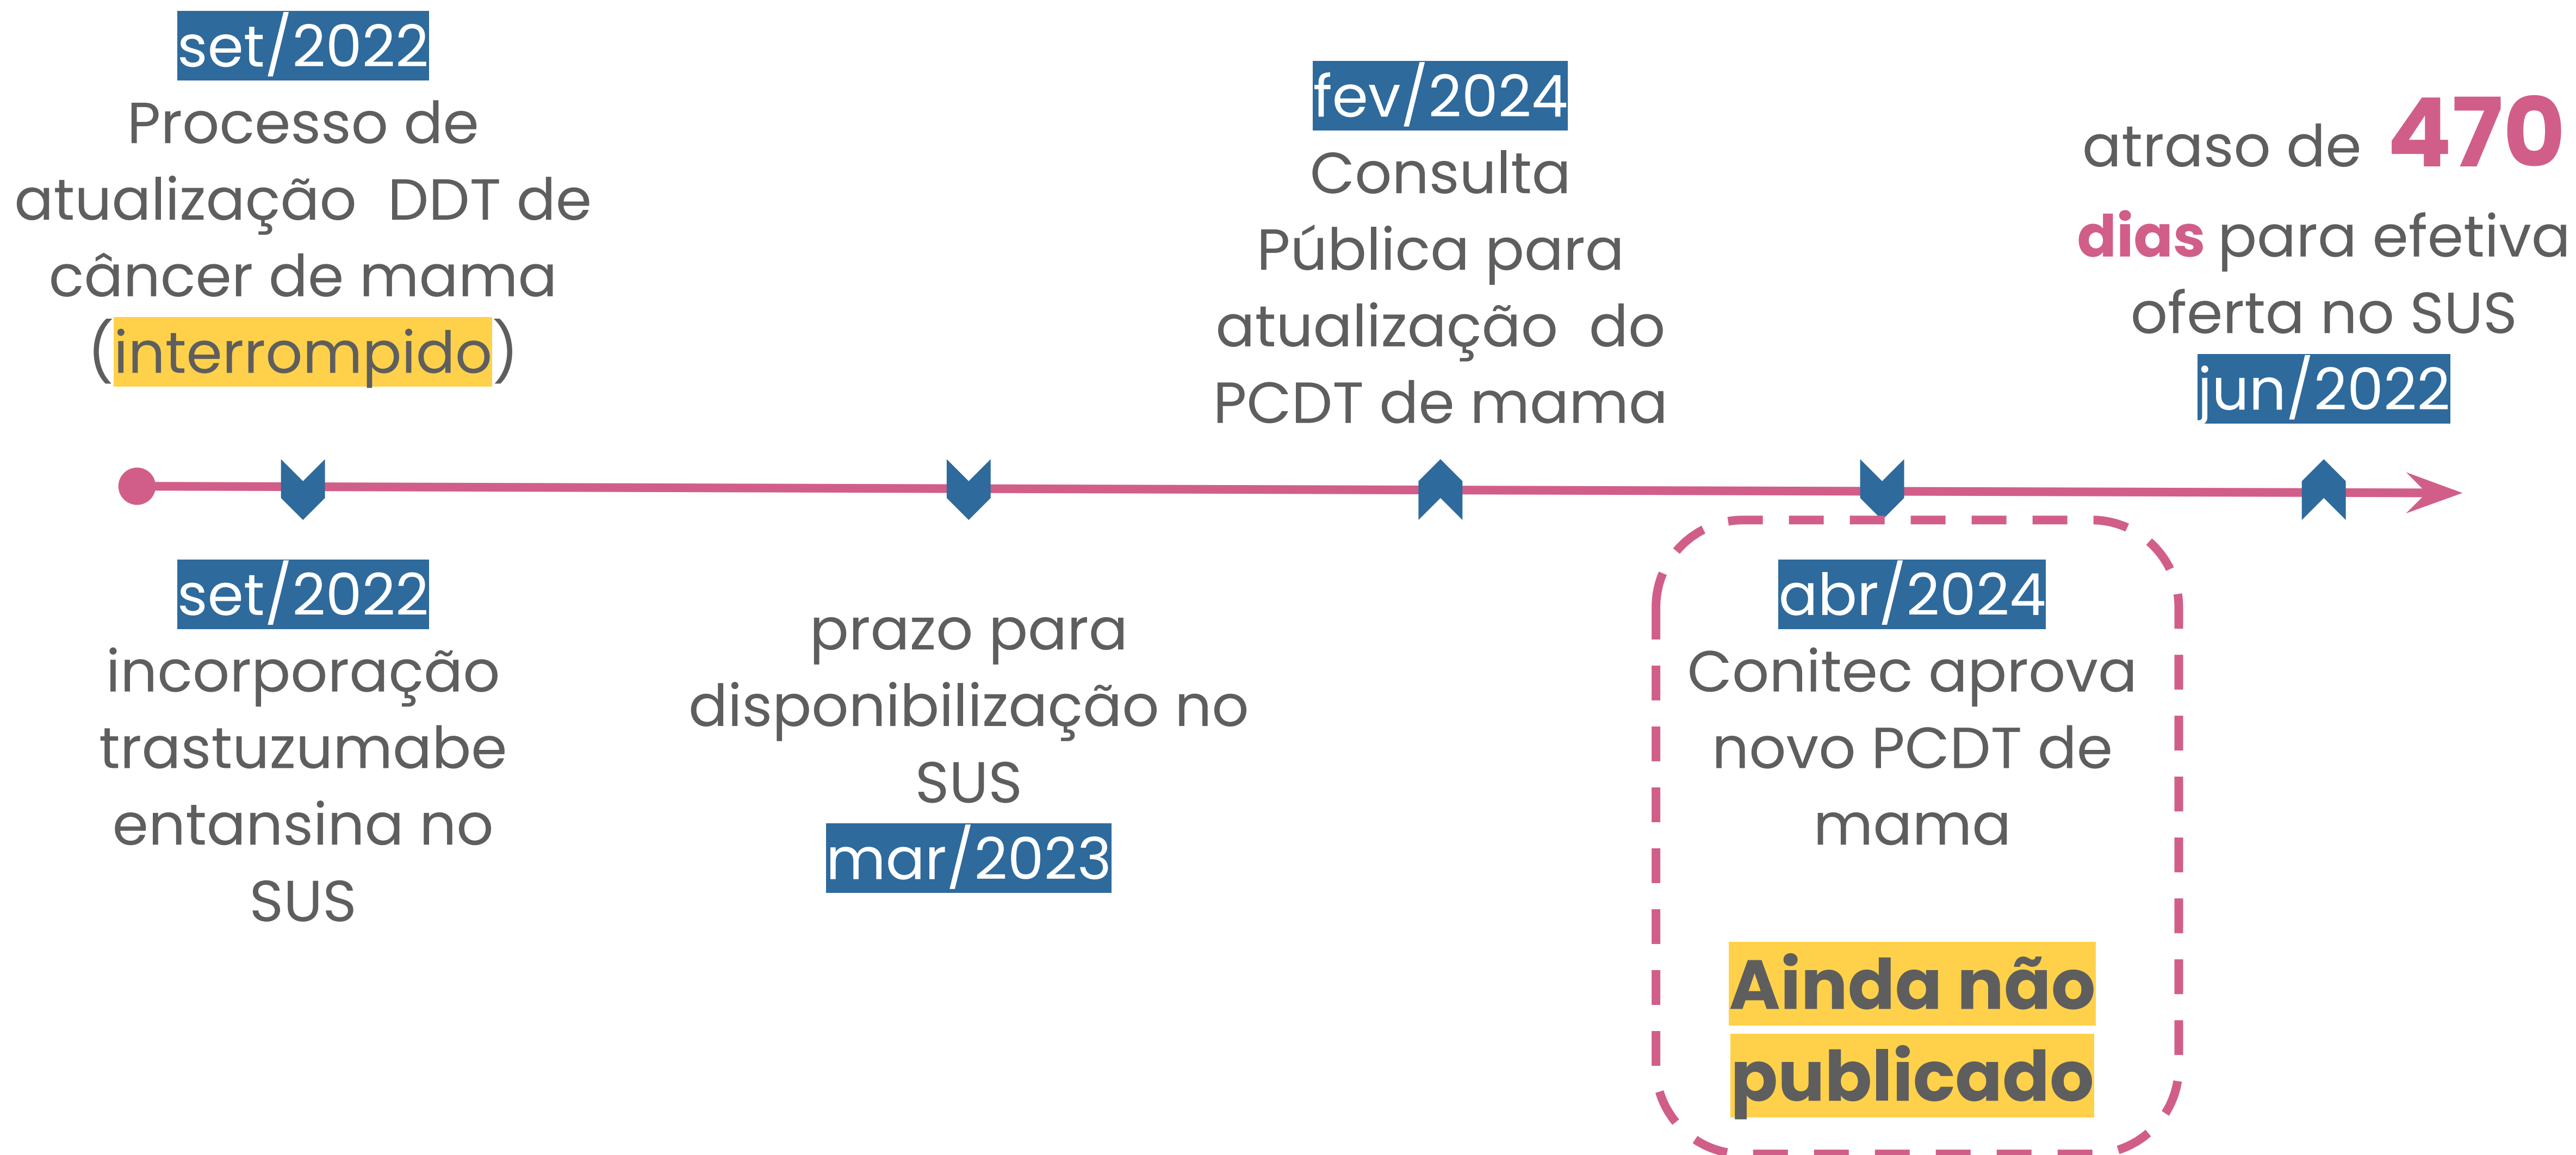 set/2022
Processo de
atualização DDT de
câncer de mama
(interrompido)
set/2022
incorporação
trastuzumabe
entansina no
SUS
prazo para
disponibilização no
SUS
mar/2023
fev/2024
Consulta
Pública para
atualização do
PCDT de mama
abr/2024
Conitec aprova
novo PCDT de
mama
Ainda não
publicado
atraso de 470
dias para efetiva
oferta no SUS
jun/2022